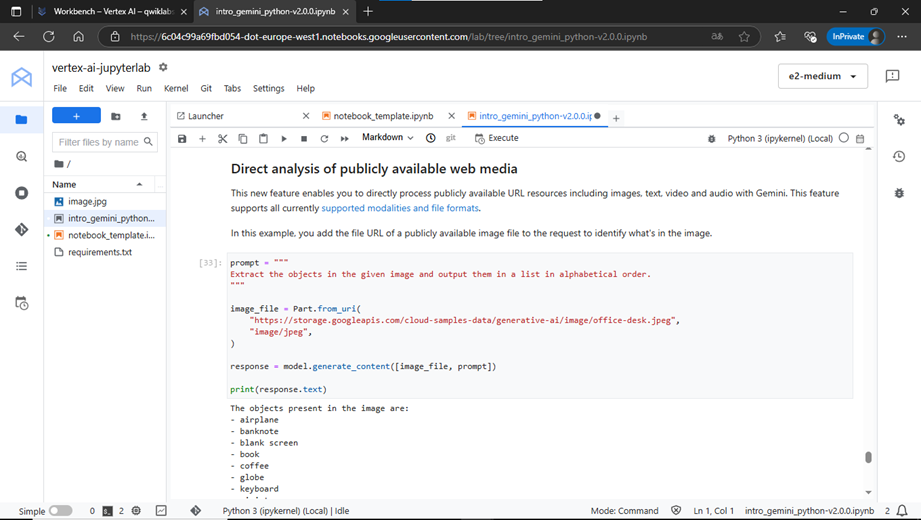 Workbench – Vertex AI – qwiklab
intro_gemini_python-v2.0.0.ipynb
https://6c04c99a69fbd054-dot-europe-west1.notebooks.googleusercontent.com/lab/tree/intro_gemini_python-v2.0.0.ipynb
InPrivate
vertex-ai-jupyterlab
File Edit View Run Kernel Git Tabs Settings Help
e2-medium
Launcher
notebook_template.ipynb
intro_gemini_python-v2.0.0.ip
Markdown
git
Execute
Python 3 (ipykernel) (Local)
Filter files by name
/
Name
image.jpg
intro_gemini_python...
notebook_template.i...
requirements.txt
Direct analysis of publicly available web media
This new feature enables you to directly process publicly available URL resources including images, text, video and audio with Gemini. This feature
supports all currently supported modalities and file formats.
In this example, you add the file URL of a publicly available image file to the request to identify what's in the image.
[33]: prompt = """
Extract the objects in the given image and output them in a list in alphabetical order.
"""
image_file = Part.from_uri(
"https://storage.googleapis.com/cloud-samples-data/generative-ai/image/office-desk.jpeg",
"image/jpeg",
)
response = model.generate_content([image_file, prompt])
print(response.text)
The objects present in the image are:
- airplane
- banknote
- blank screen
- book
- coffee
- globe
- keyboard
Simple
0
2
Python 3 (ipykernel) (Local) | Idle
Mode: Command
Ln 1, Col 1
intro_gemini_python-v2.0.0.ipynb
2